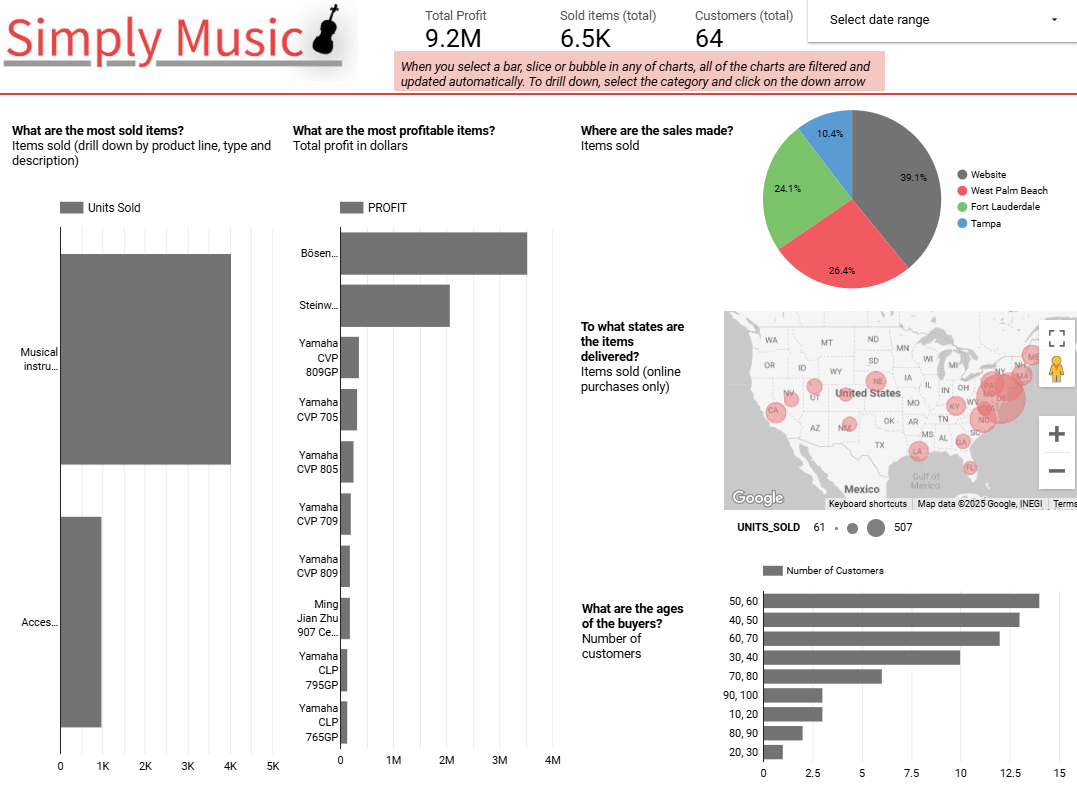 Simply Music
Total Profit
9.2M
Sold items (total)
6.5K
Customers (total)
64
Select date range
When you select a bar, slice or bubble in any of charts, all of the charts are filtered and
updated automatically. To drill down, select the category and click on the down arrow
What are the most sold items?
Items sold (drill down by product line, type and
description)
Units Sold
Musical
instru...
Acces...
0 1K 2K 3K 4K 5K
What are the most profitable items?
Total profit in dollars
PROFIT
Bösen...
Steinw...
Yamaha
CVP
809GP
Yamaha
CVP 705
Yamaha
CVP 805
Yamaha
CVP 709
Yamaha
CVP 809
Ming
Jian Zhu
907 Ce...
Yamaha
CLP
795GP
Yamaha
CLP
765GP
0 1M 2M 3M 4M
Where are the sales made?
Items sold
10.4%
39.1%
24.1%
26.4%
Website
West Palm Beach
Fort Lauderdale
Tampa
To what states are
the items
delivered?
Items sold (online
purchases only)
WA
MT
ND
MN
OR
ID
SD
WI
MI
NY
NH
MA
WY
IA
NE
PA
NV
UT
United States
IL
IN
OH
MD
DE
CA
MO
KY
WV
AZ
NM
OK
AR
TN
NC
SC
MS
AL
GA
TX
LA
FL
Gulf of
Mexico
Mexico
Google
Keyboard shortcuts
Map data ©2025 Google, INEGI
Terms
UNITS_SOLD 61 507
What are the ages
of the buyers?
Number of
customers
Number of Customers
50, 60
40, 50
60, 70
30, 40
70, 80
90, 100
10, 20
80, 90
20, 30
0 2.5 5 7.5 10 12.5 15